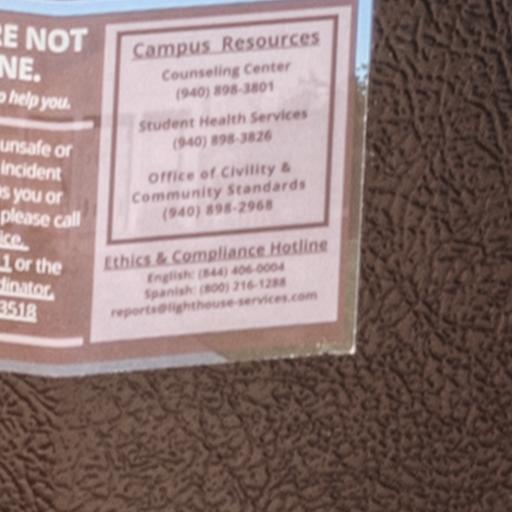 RE NOT
NE.
o help you.
unsafe or
incident
as you or
please call
ice.
1 or the
dinator,
3518
Campus Resources
Counseling Center
(940) 898-3801
Student Health Services
(940) 898-3826
Office of Civility &
Community Standards
(940) 898-2968
Ethics & Compliance Hotline
English: (844) 406-0004
Spanish: (800) 216-1288
reports@lighthouse-services.com